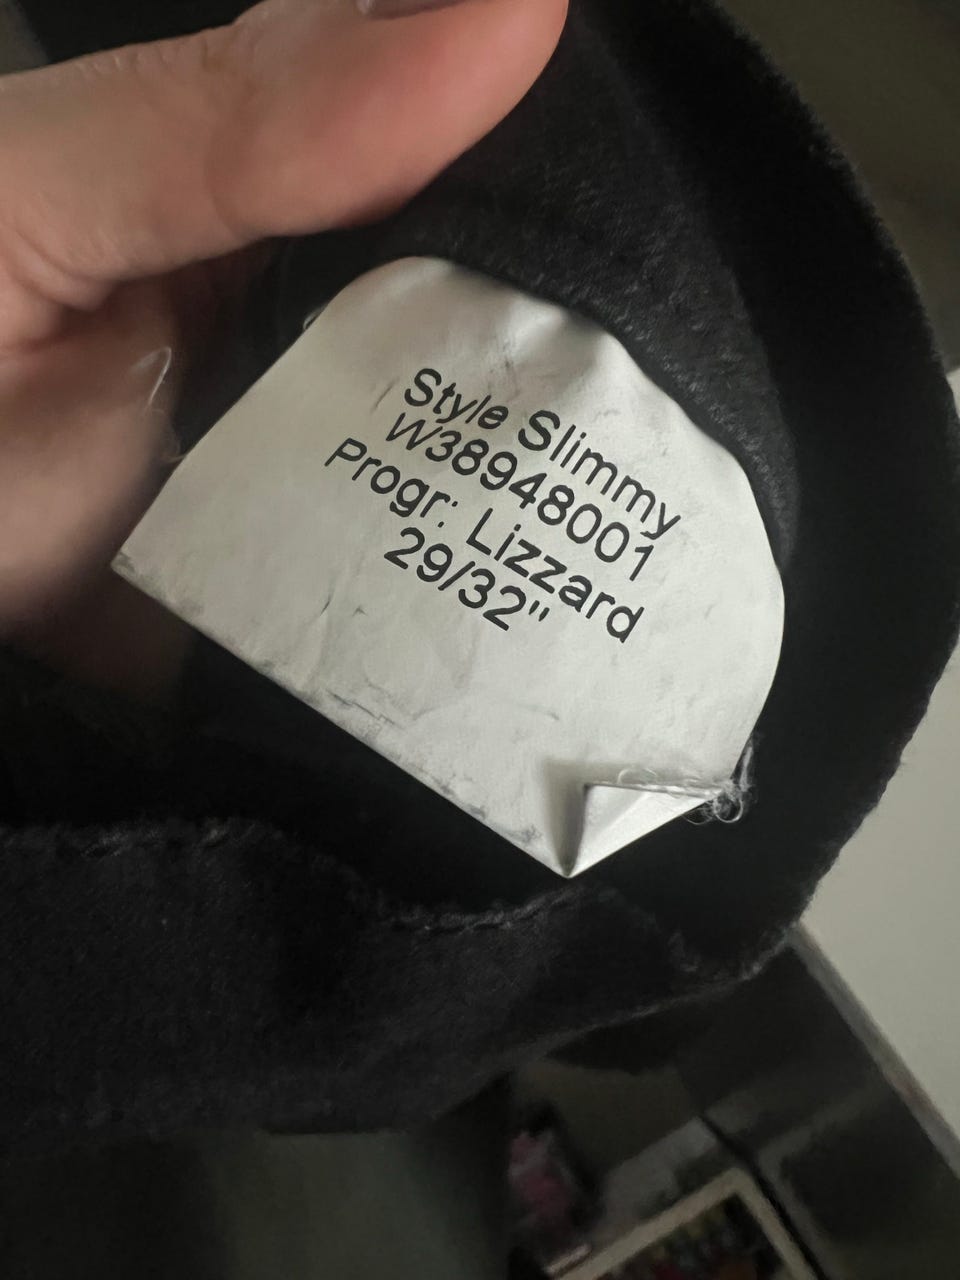 Style Slimmy
W38948001
Progr: Lizzard
29/32"